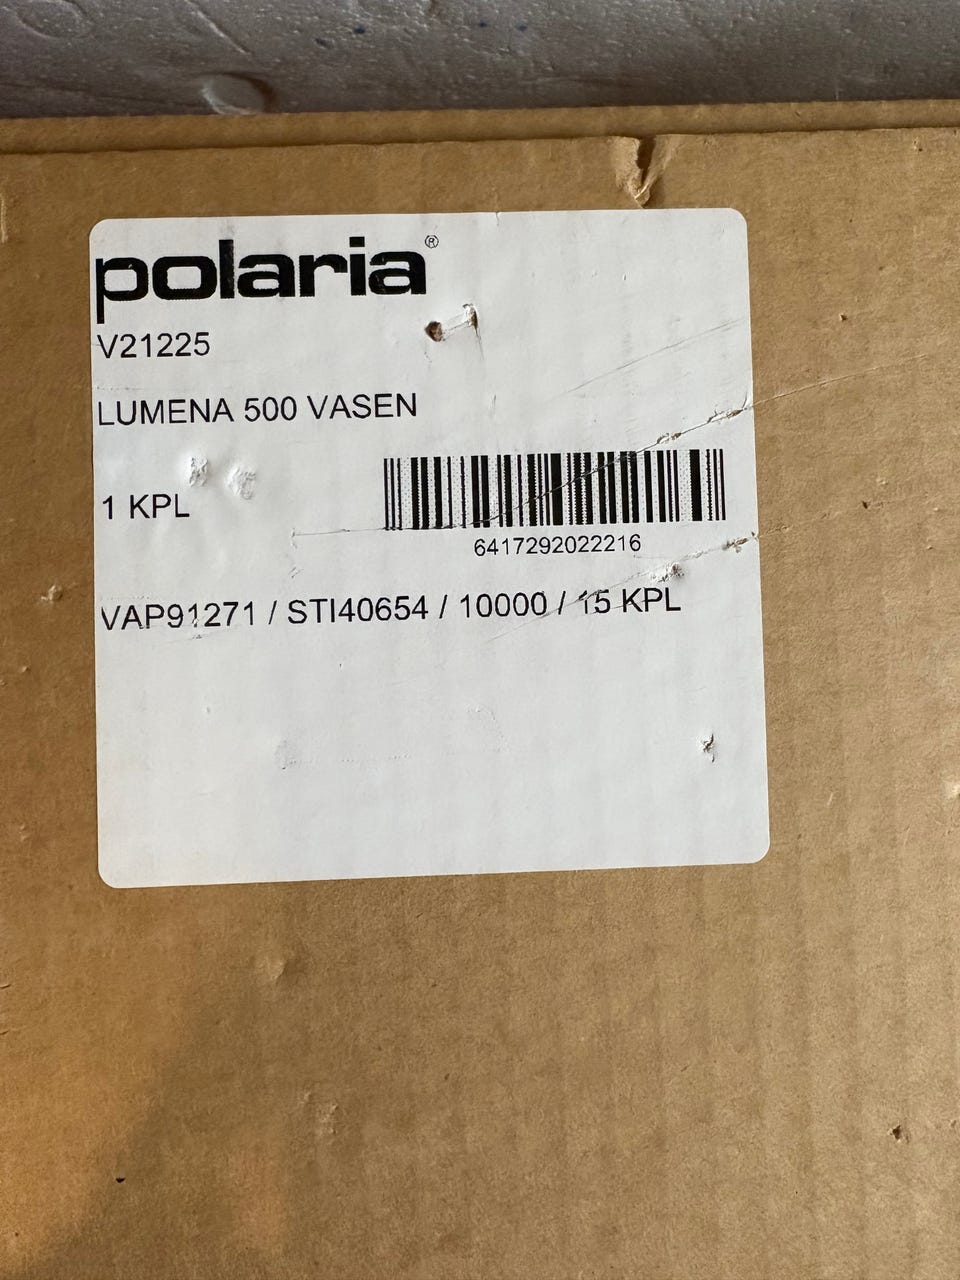 polaria®
V21225
LUMENA 500 VASEN
1 KPL
6417292022216
VAP91271 / STI40654 / 10000 / 15 KPL